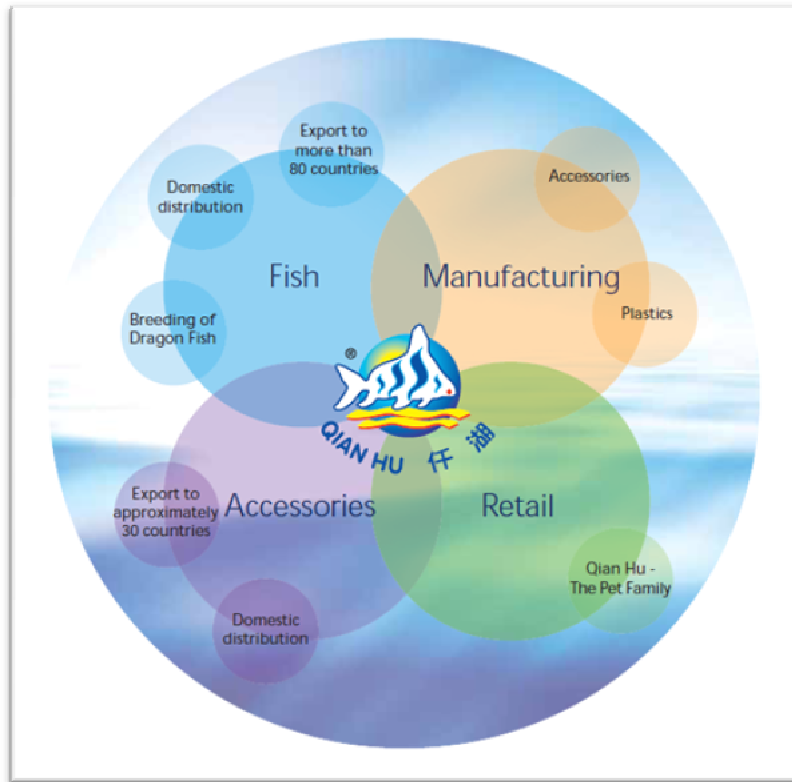 Export to
more than
80 countries
Domestic
distribution
Breeding of
Dragon Fish
Fish
Accessories
Manufacturing
Plastics
®
QIAN HU 仟湖
Export to
approximately
30 countries
Accessories
Domestic
distribution
Retail
Qian Hu -
The Pet Family